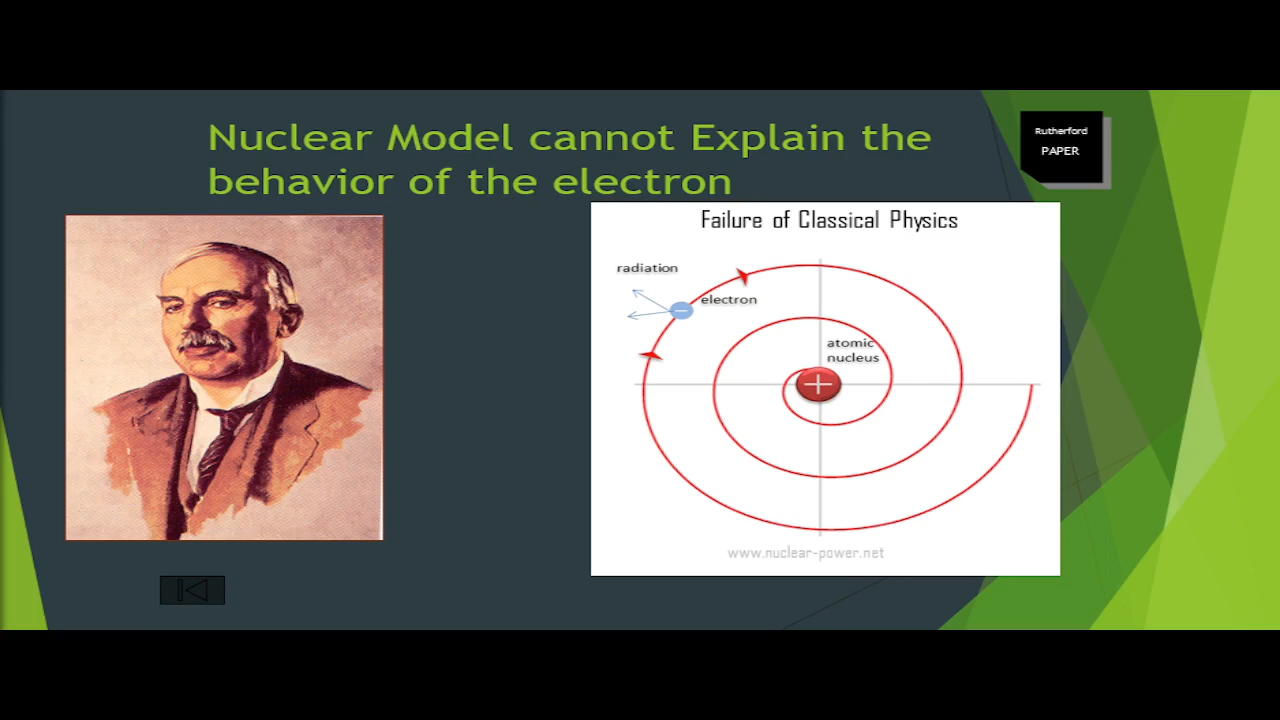 Nuclear Model cannot Explain the
behavior of the electron
Rutherford
PAPER
Failure of Classical Physics
radiation
electron
atomic
nucleus
www.nuclear-power.net